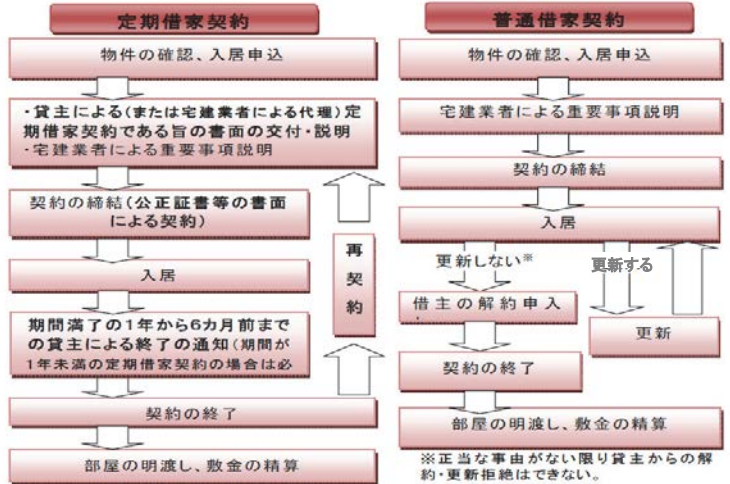 定期借家契約
物件の確認、入居申込
・貸主による(または宅建業者による代理)定
期借家契約である旨の書面の交付・説明
・宅建業者による重要事項説明
契約の締結(公正証書等の書面
による契約)
入居
期間満了の1年から6カ月前まで
の貸主による終了の通知(期間が
1年未満の定期借家契約の場合は必
契約の終了
部屋の明渡し、敷金の精算
再
契
約
普通借家契約
物件の確認、入居申込
宅建業者による重要事項説明
契約の締結
入居
更新しない※
更新する
借主の解約申入
更新
契約の終了
部屋の明渡し、敷金の精算
※正当な事由がない限り貸主からの解
約・更新拒絶はできない。